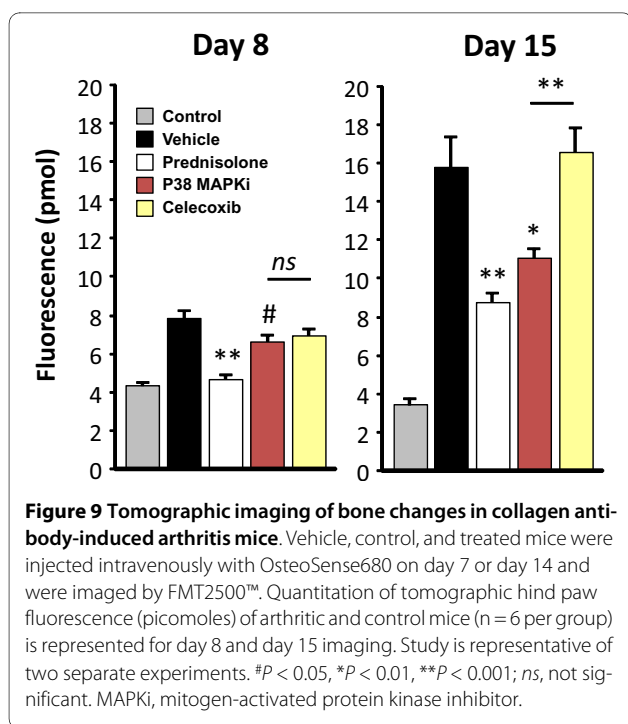 Day 8
Day 15
Fluorescence (pmol)
20
18
16
14
12
10
8
6
4
2
0
Control
Vehicle
Prednisolone
P38 MAPKi
Celecoxib
**
#
ns
20
18
16
14
12
10
8
6
4
2
0
**
*
**
Figure 9 Tomographic imaging of bone changes in collagen anti-
body-induced arthritis mice. Vehicle, control, and treated mice were
injected intravenously with OsteoSense680 on day 7 or day 14 and
were imaged by FMT2500™. Quantitation of tomographic hind paw
fluorescence (picomoles) of arthritic and control mice (n = 6 per group)
is represented for day 8 and day 15 imaging. Study is representative of
two separate experiments. #P < 0.05, *P < 0.01, **P < 0.001; ns, not sig-
nificant. MAPKi, mitogen-activated protein kinase inhibitor.